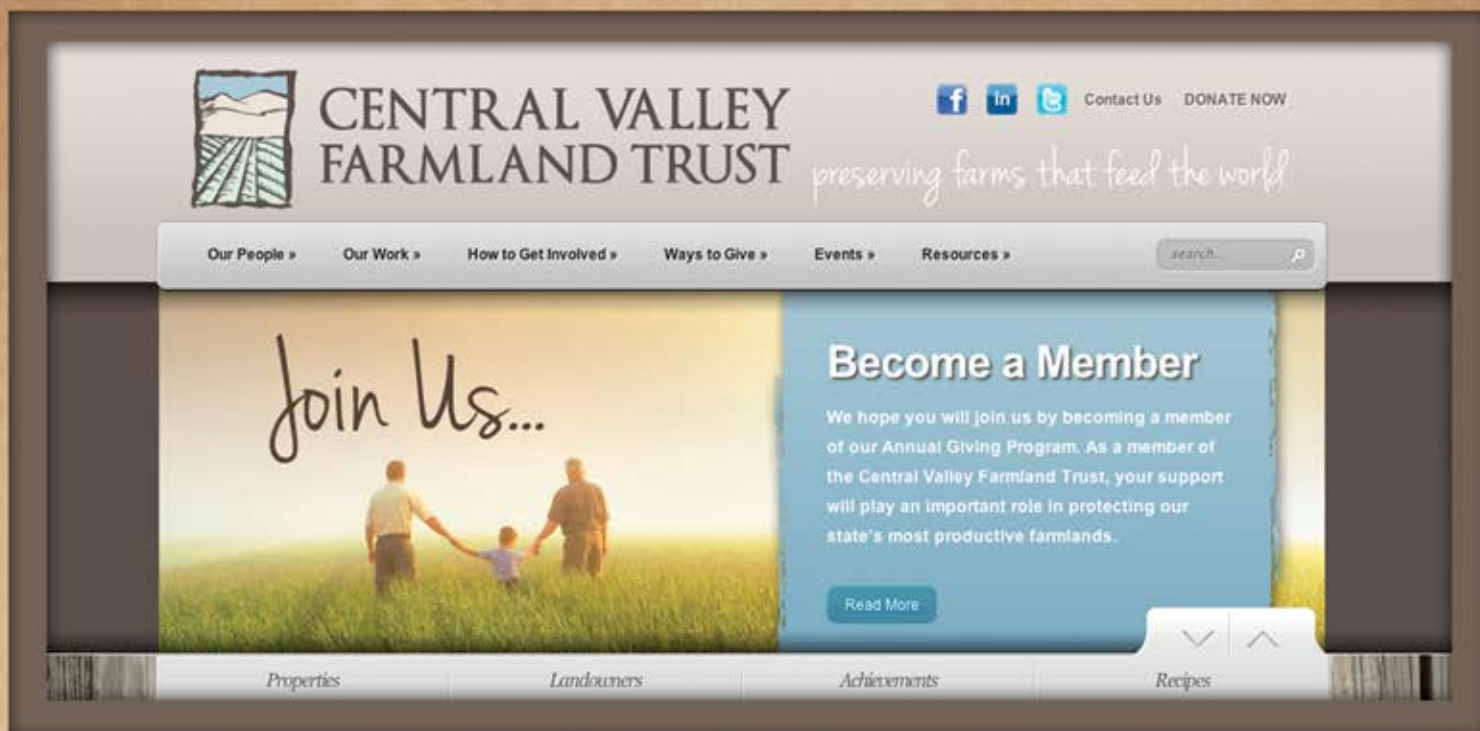 CENTRAL VALLEY
FARMLAND TRUST
f in Contact Us DONATE NOW
preserving farms that feed the world
Our People » Our Work » How to Get Involved » Ways to Give » Events » Resources » search...
Join Us...
Become a Member
We hope you will join us by becoming a member
of our Annual Giving Program. As a member of
the Central Valley Farmland Trust, your support
will play an important role in protecting our
state's most productive farmlands.
Read More
Properties Landowners Achievements Recipes